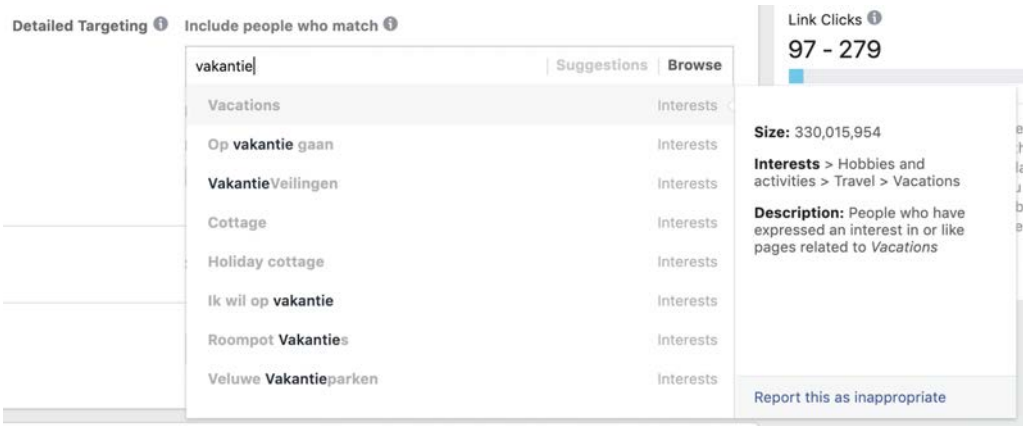 Detailed Targeting
Include people who match
vakantie
Suggestions
Browse
Vacations Interests
Op vakantie gaan Interests
VakantieVeilingen Interests
Cottage Interests
Holiday cottage Interests
Ik wil op vakantie Interests
Roompot Vakanties Interests
Veluwe Vakantieparken Interests
Link Clicks
97 - 279
Size: 330,015,954
Interests > Hobbies and
activities > Travel > Vacations
Description: People who have
expressed an interest in or like
pages related to Vacations
Report this as inappropriate